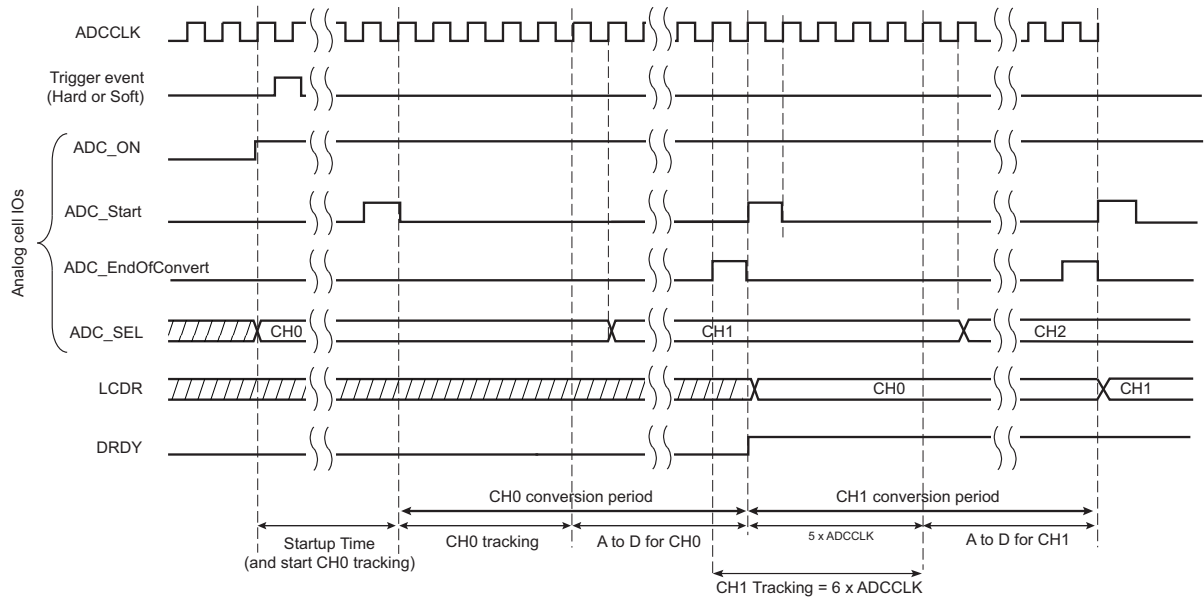 ADCCLK
Trigger event
(Hard or Soft)
Analog cell IOs
ADC_ON
ADC_Start
ADC_EndOfConvert
ADC_SEL
CH0
CH1
CH2
LCDR
CH0
CH1
DRDY
CH0 conversion period
CH1 conversion period
Startup Time
(and start CH0 tracking)
CH0 tracking
A to D for CH0
5 x ADCCLK
A to D for CH1
CH1 Tracking = 6 x ADCCLK